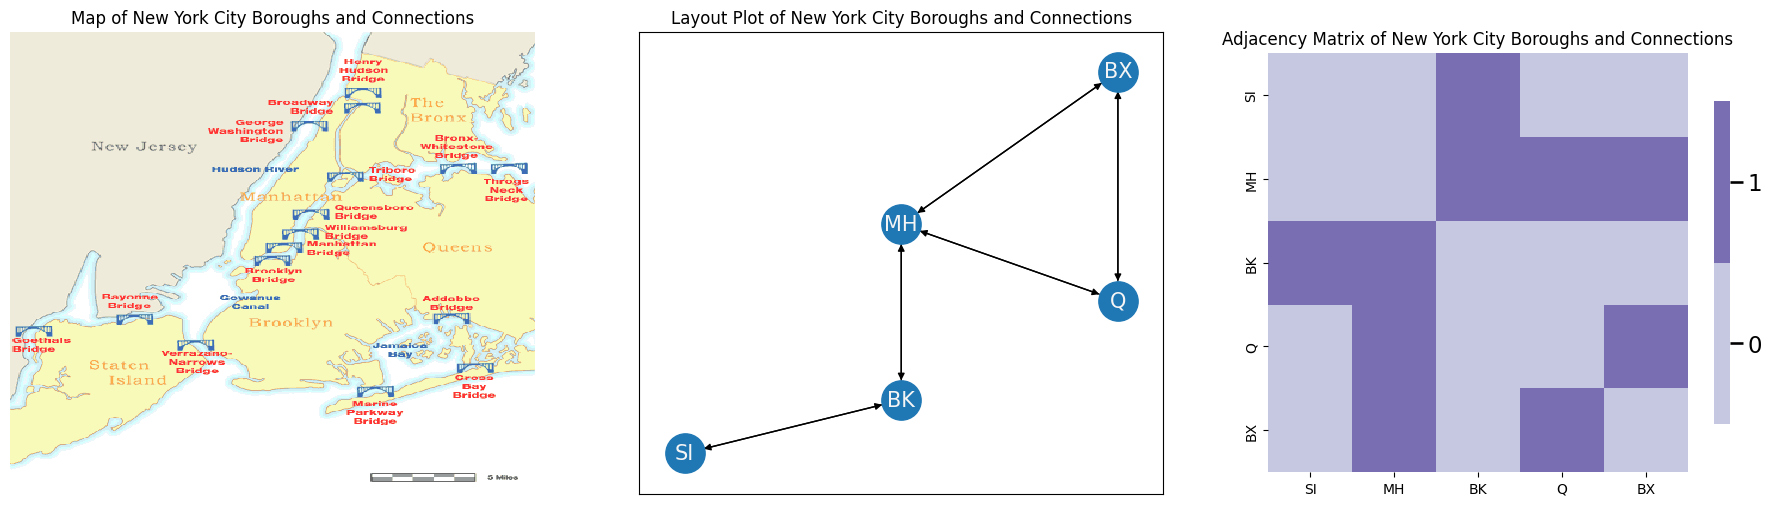 Map of New York City Boroughs and Connections
Henry
Hudson
Bridge
Broadway
Bridge
The
Bronx
George
Washington
Bridge
Bronx-
Whitestone
Bridge
New Jersey
Hudson River
Triboro
Bridge
Throgs
Neck
Bridge
Manhattan
Queensboro
Bridge
Williamsburg
Bridge
Manhattan
Bridge
Queens
Brooklyn
Bridge
Bayonne
Bridge
Gowanus
Canal
Addabbo
Bridge
Brooklyn
Goethals
Bridge
Verrazano-
Narrows
Bridge
Jamaica
Bay
Staten
Island
Cross
Bay
Bridge
Marine
Parkway
Bridge
5 Miles
Layout Plot of New York City Boroughs and Connections
BX
MH
Q
BK
SI
Adjacency Matrix of New York City Boroughs and Connections
SI
MH
BK
Q
BX
SI
MH
BK
Q
BX
1
0